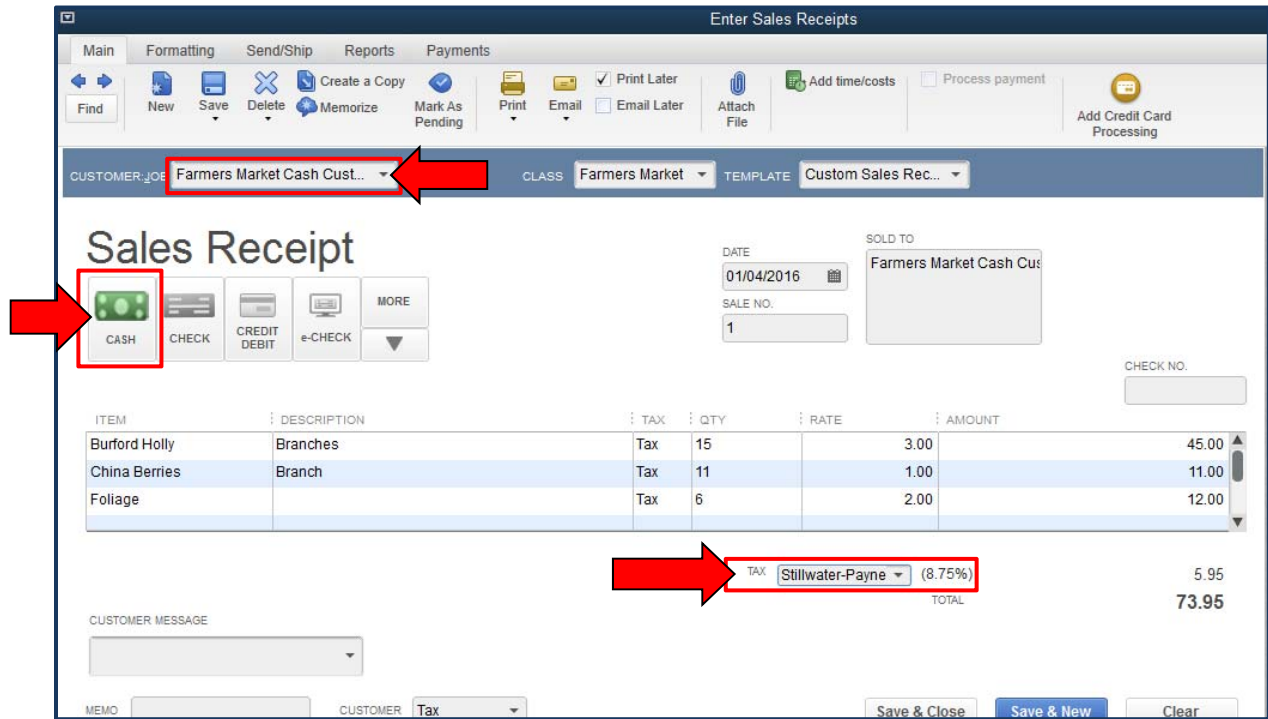 Enter Sales Receipts
Main Formatting Send/Ship Reports Payments
Find New Save Delete Create a Copy Memorize Mark As Pending Print Email Print Later Email Later Attach File Add time/costs Process payment Add Credit Card Processing
CUSTOMER:JOB Farmers Market Cash Cust... CLASS Farmers Market TEMPLATE Custom Sales Rec...
Sales Receipt
DATE
01/04/2016
SALE NO.
1
SOLD TO
Farmers Market Cash Cus
CASH CHECK CREDIT DEBIT e-CHECK MORE
CHECK NO.
ITEM DESCRIPTION TAX QTY RATE AMOUNT
Burford Holly Branches Tax 15 3.00 45.00
China Berries Branch Tax 11 1.00 11.00
Foliage Tax 6 2.00 12.00
TAX Stillwater-Payne (8.75%) 5.95
TOTAL 73.95
CUSTOMER MESSAGE
MEMO CUSTOMER Tax Save & Close Save & New Clear